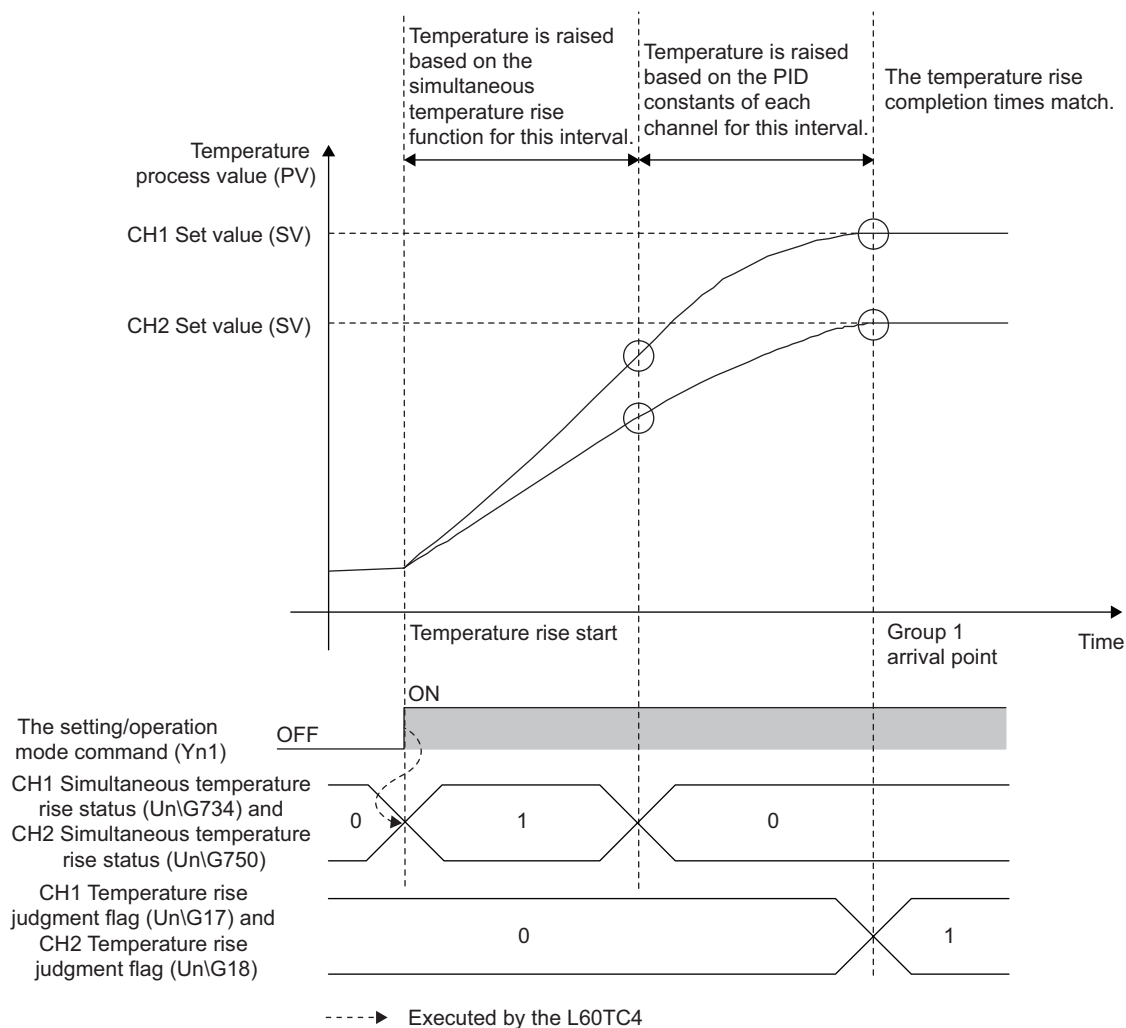 Temperature is raised
based on the
simultaneous
temperature rise
function for this interval.
Temperature is raised
based on the PID
constants of each
channel for this interval.
The temperature rise
completion times match.
Temperature
process value (PV)
CH1 Set value (SV)
CH2 Set value (SV)
Temperature rise start
Group 1
arrival point
Time
ON
The setting/operation
mode command (Yn1)
OFF
CH1 Simultaneous temperature
rise status (Un\G734) and
CH2 Simultaneous temperature
rise status (Un\G750)
0
1
0
CH1 Temperature rise
judgment flag (Un\G17) and
CH2 Temperature rise
judgment flag (Un\G18)
0
1
Executed by the L60TC4